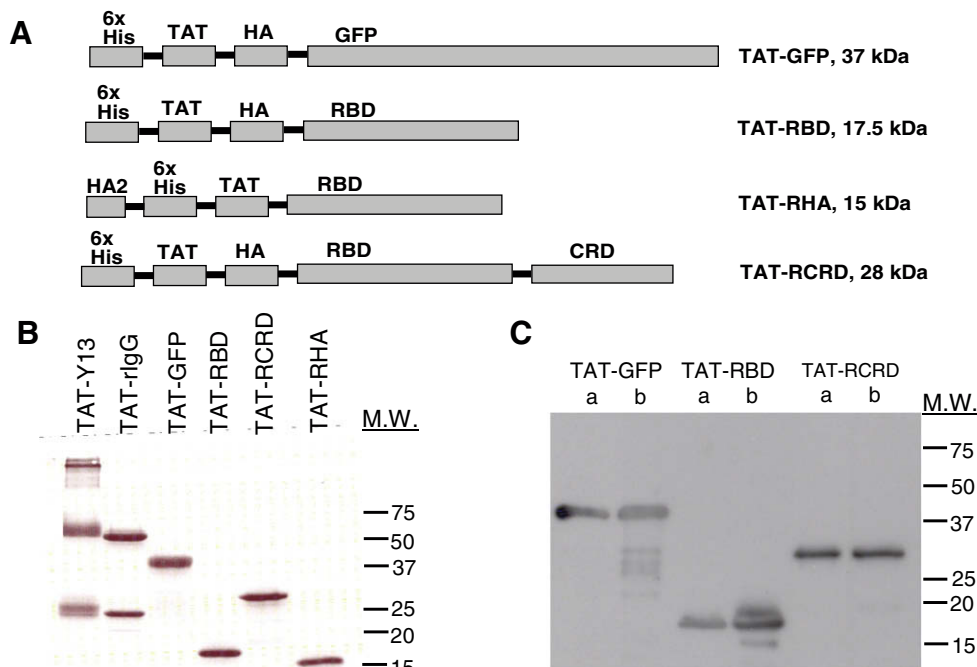 A
6x
His TAT HA GFP
TAT-GFP, 37 kDa
6x
His TAT HA RBD
TAT-RBD, 17.5 kDa
HA2 6x
His TAT RBD
TAT-RHA, 15 kDa
6x
His TAT HA RBD CRD
TAT-RCRD, 28 kDa
B
TAT-Y13
TAT-rIgG
TAT-GFP
TAT-RBD
TAT-RCRD
TAT-RHA
M.W.
75
50
37
25
20
15
C
TAT-GFP TAT-RBD TAT-RCRD
a b a b a b
M.W.
75
50
37
25
20
15